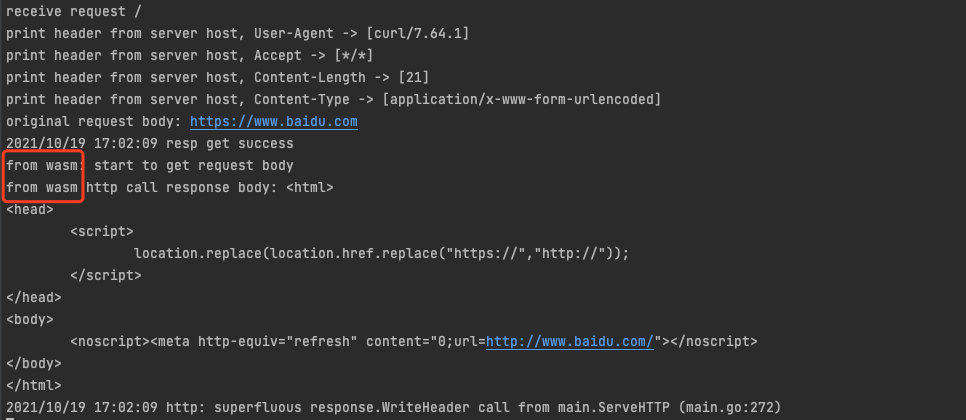 receive request /
print header from server host, User-Agent -> [curl/7.64.1]
print header from server host, Accept -> [*/*]
print header from server host, Content-Length -> [21]
print header from server host, Content-Type -> [application/x-www-form-urlencoded]
original request body: https://www.baidu.com
2021/10/19 17:02:09 resp get success
from wasm: start to get request body
from wasm http call response body: <html>
<head>
        <script>
                location.replace(location.href.replace("https://","http://"));
        </script>
</head>
<body>
        <noscript><meta http-equiv="refresh" content="0;url=http://www.baidu.com/"></noscript>
</body>
</html>
2021/10/19 17:02:09 http: superfluous response.WriteHeader call from main.ServeHTTP (main.go:272)